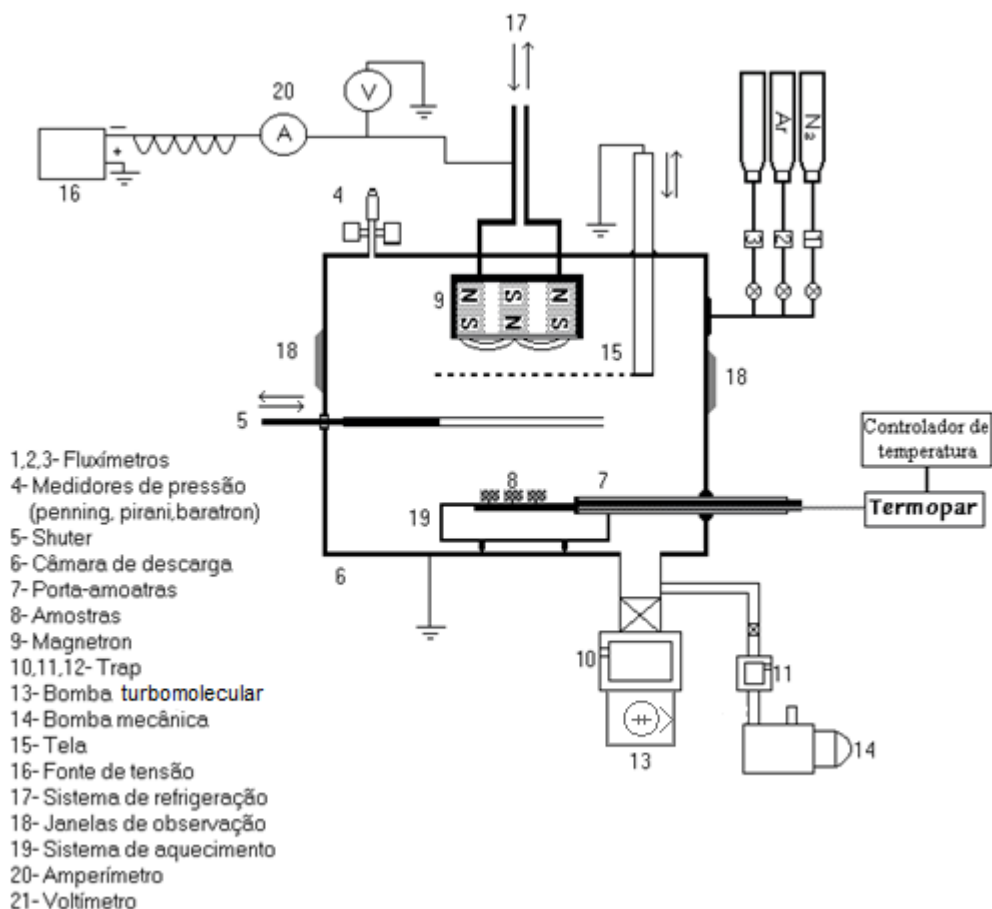 17
20
V
A
16
4
Ar
N₂
3
2
1
9
N S N
S N S
18
15
18
5
Controlador de
temperatura
Termopar
8
7
19
6
10
11
13
14
1,2,3- Fluxímetros
4- Medidores de pressão
(penning, pirani,baratron)
5- Shuter
6- Câmara de descarga
7- Porta-amoatras
8- Amostras
9- Magnetron
10,11,12- Trap
13- Bomba turbomolecular
14- Bomba mecânica
15- Tela
16- Fonte de tensão
17- Sistema de refrigeração
18- Janelas de observação
19- Sistema de aquecimento
20- Amperímetro
21- Voltímetro